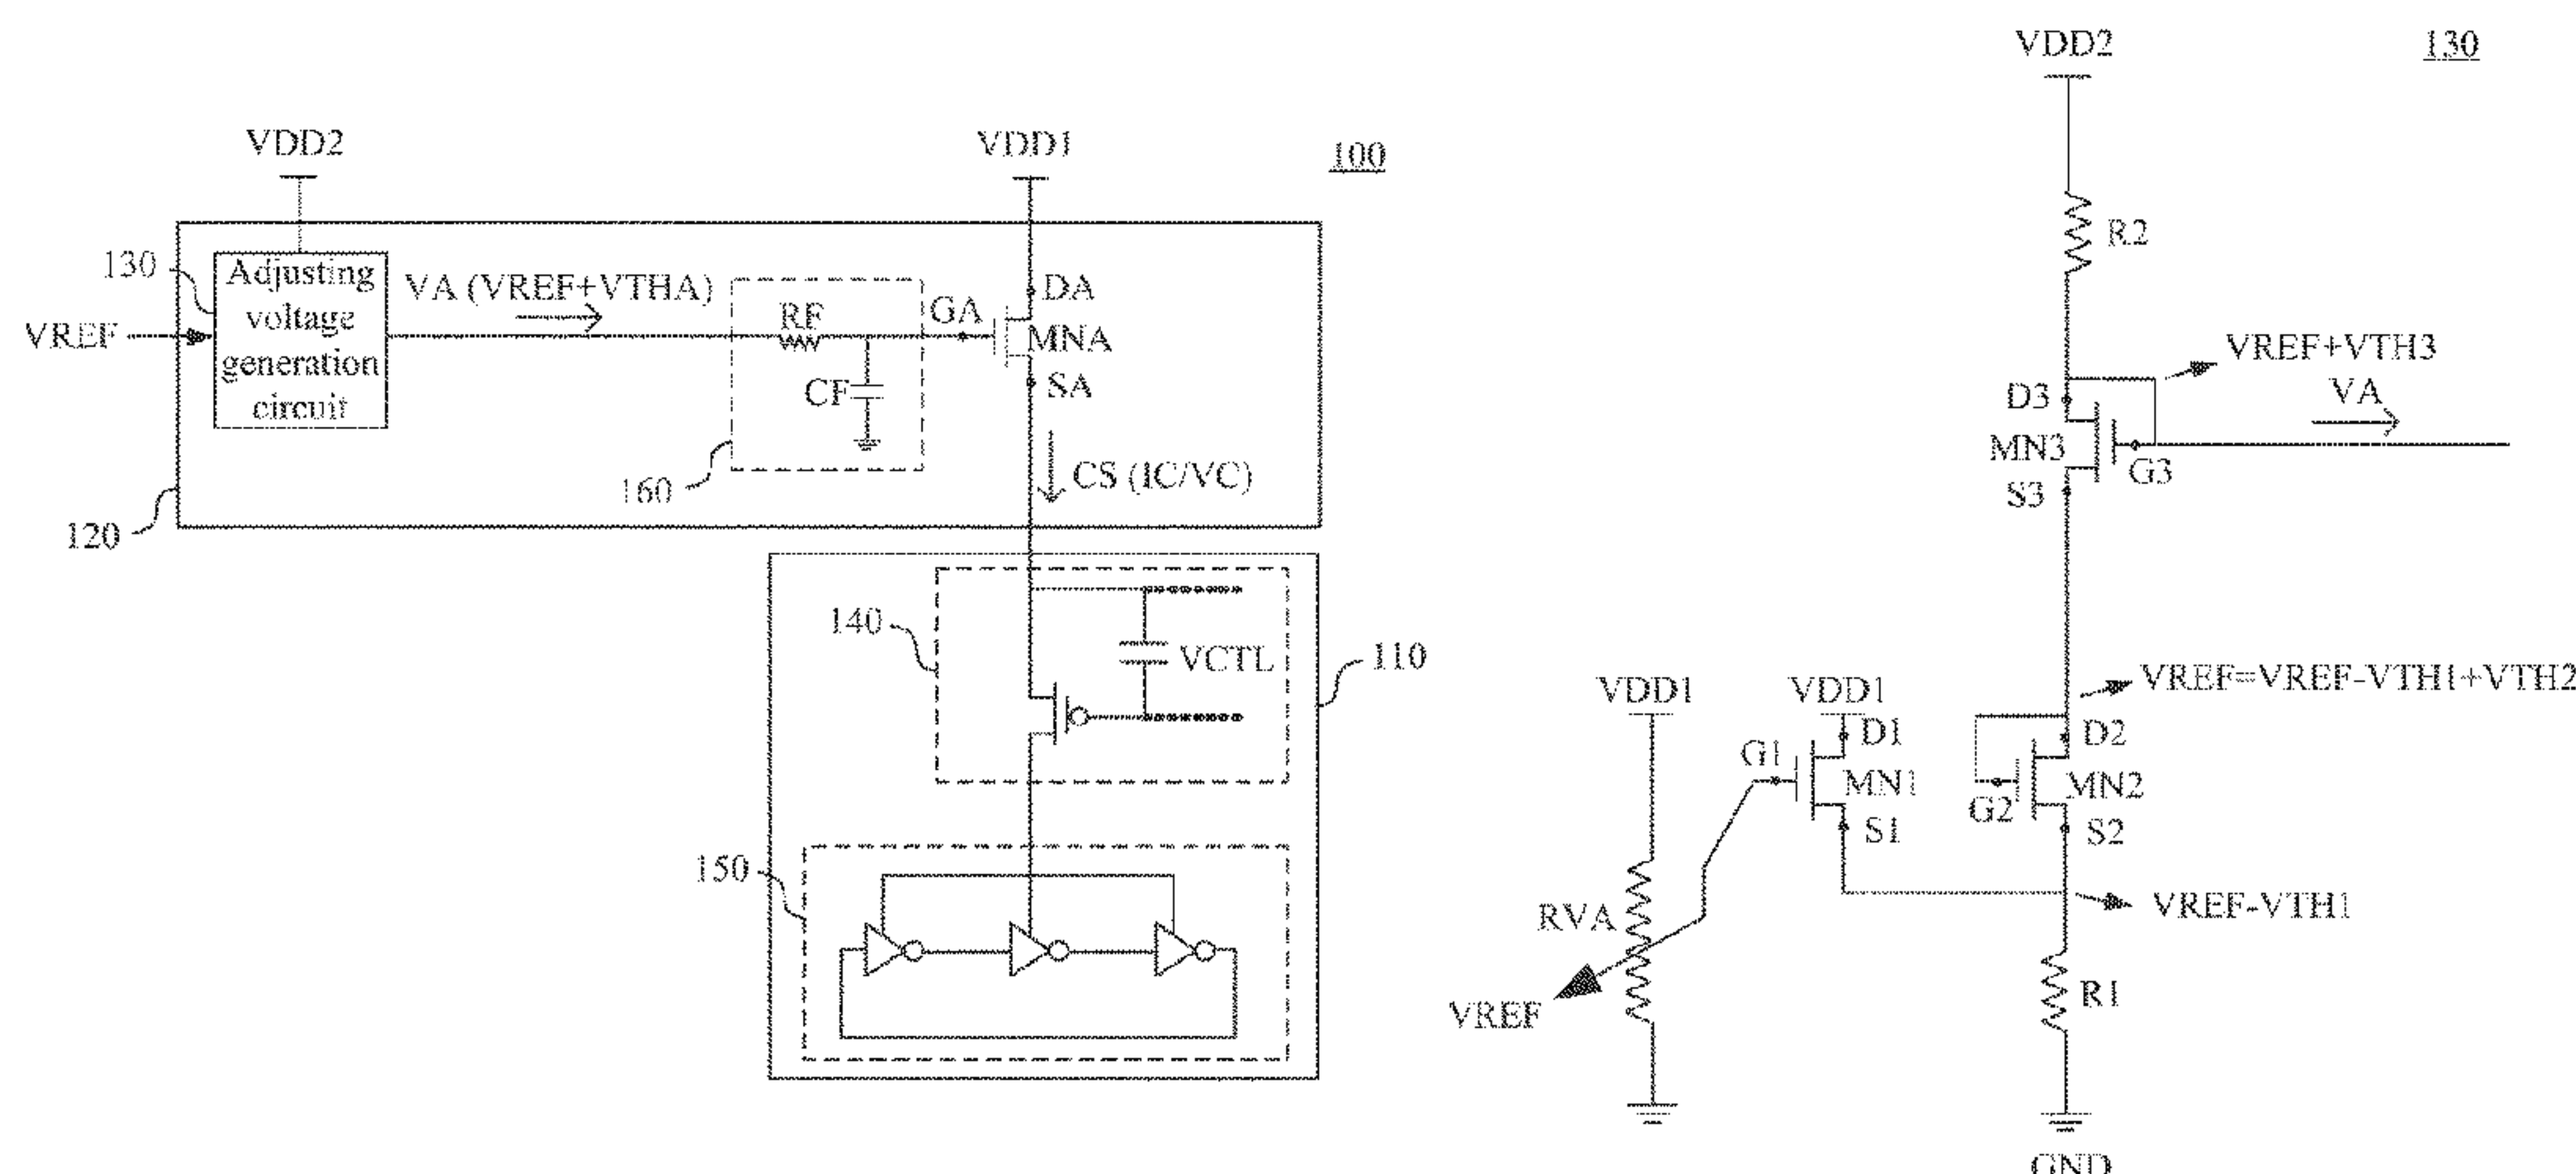 VDD2
VDD1
100
130
Adjusting
voltage
generation
circuit
VREF
VA (VREF+VTHA)
RF
CF
GA
DA
MNA
SA
160
CS (IC/VC)
120
140
VCTL
110
150
130
VDD2
R2
VREF+VTH3
VA
D3
MN3
G3
S3
VREF=VREF-VTH1+VTH2
VDD1
VDD1
D1
G1
MN1
S1
D2
G2
MN2
S2
RVA
VREF
VREF-VTH1
R1
GND